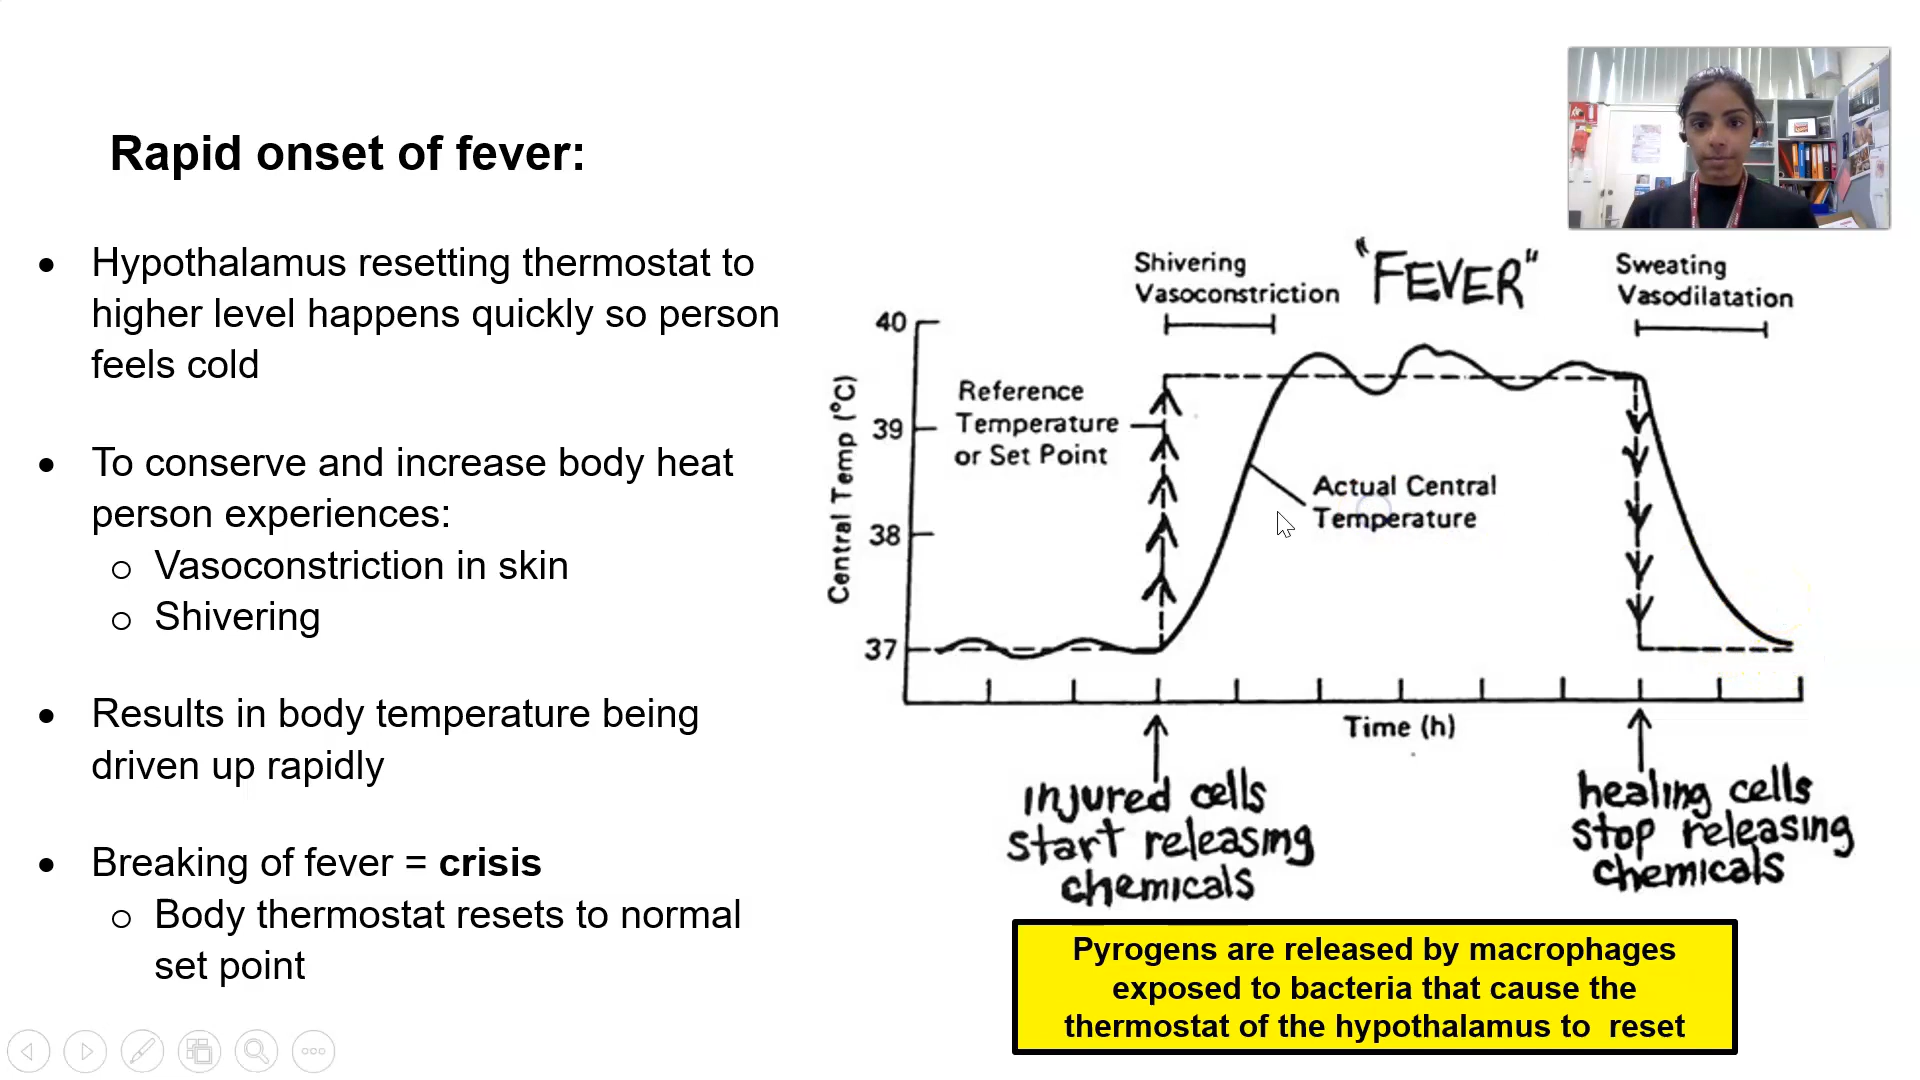 Rapid onset of fever:
• Hypothalamus resetting thermostat to
higher level happens quickly so person
feels cold
• To conserve and increase body heat
person experiences:
o Vasoconstriction in skin
o Shivering
• Results in body temperature being
driven up rapidly
• Breaking of fever = crisis
o Body thermostat resets to normal
set point
Shivering
Vasoconstriction
"FEVER"
Sweating
Vasodilatation
Central Temp (°C)
40
39
38
37
Reference
Temperature
or Set Point
Actual Central
Temperature
Time (h)
injured cells
start releasing
chemicals
healing cells
stop releasing
chemicals
Pyrogens are released by macrophages
exposed to bacteria that cause the
thermostat of the hypothalamus to reset